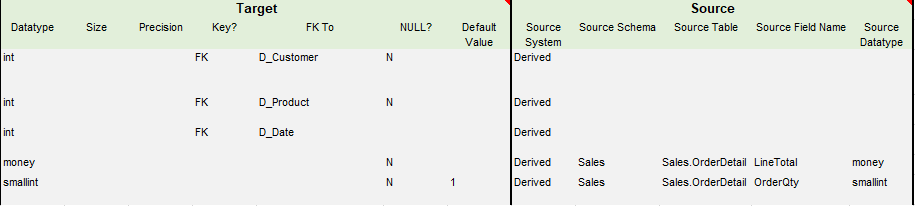 Target Source
Datatype Size Precision Key? FK To NULL? Default Value Source System Source Schema Source Table Source Field Name Source Datatype
int FK D_Customer N Derived
int FK D_Product N Derived
int FK D_Date Derived
money N Derived Sales Sales.OrderDetail LineTotal money
smallint N 1 Derived Sales Sales.OrderDetail OrderQty smallint